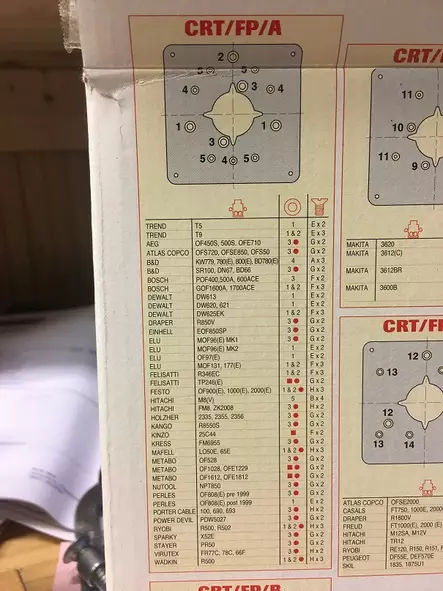 CRT/FP/A
2
5 5
4 3 4
1 1
3
5 4 5
TREND T5 1 E x 2
TREND T9 1 & 2 E x 3
AEG OF450S, 500S, OFE710 3 ● G x 2
ATLAS COPCO OFS720, OFSE850, OFS50 3 ● G x 2
B&D KW779, 780(E), 800(E), BD780(E) 4 A x 3
B&D SR100, DN67, BD66 3 ● G x 2
BOSCH POF400,500A, 600ACE 3 F x 2
BOSCH GOF1600A, 1700ACE 1 & 2 F x 3
DEWALT DW613 1 E x 2
DEWALT DW620, 621 1 E x 2
DEWALT DW625EK 1 & 2 F x 3
DRAPER R850V 3 ● G x 2
EINHELL EOF850SP 3 ● G x 2
ELU MOF96(E) MK1 3 ● G x 2
ELU MOF96(E) MK2 1 E x 2
ELU OF97(E) 1 E x 2
ELU MOF131, 177(E) 1 & 2 F x 3
FELISATTI R346EC 1 & 2 F x 3
FELISATTI TP246(E) ■ ● G x 2
FESTO OF900(E), 1000(E), 2000(E) 1 & 2 ● H x 3
HITACHI M8(V) 5 B x 4
HITACHI FM8, ZK2008 3 ● H x 2
HOLZHER 2335, 2355, 2356 3 ● G x 2
KANGO R8550S 3 ● G x 2
KINZO 25C44 ■ F x 2
KRESS FM6955 3 ● G x 2
MAFELL LO50E, 65E 1 & 2 ● H x 3
METABO OF528 3 ● G x 2
METABO OF1028, OFE1229 ■ ● G x 2
METABO OF1612, OFE1812 ■ ● G x 2
NUTOOL NPT850 3 ● G x 2
PERLES OF808(E) pre 1999 3 ● G x 2
PERLES OF808(E) post 1999 1 E x 2
PORTER CABLE 100, 690, 693 3 ● H x 2
POWER DEVIL PDW5027 3 ● G x 2
RYOBI R500, R502 1 & 2 ● H x 3
SPARKY X52E 3 ● G x 2
STAYER PR50 3 ● G x 2
VIRUTEX FR77C, 78C, 66F 3 ● H x 2
WADKIN R500 1 & 2 ● H x 3
CRT/FP/B
CRT/F
11
10
11 9
MAKITA 3620
MAKITA 3612(C)
MAKITA 3612BR
MAKITA 3600B
CRT/F
13 12
12
13 14
ATLAS COPCO OFSE2000
CASALS FT750, 1000E, 2000
DRAPER R1600V
FREUD FT1000(E), 2000(E)
HITACHI M12SA, M12V
HITACHI TR12
RYOBI RE120, R150, R151,
PEUGEOT DF55E, DEF570E
SKIL 1835, 1875U1